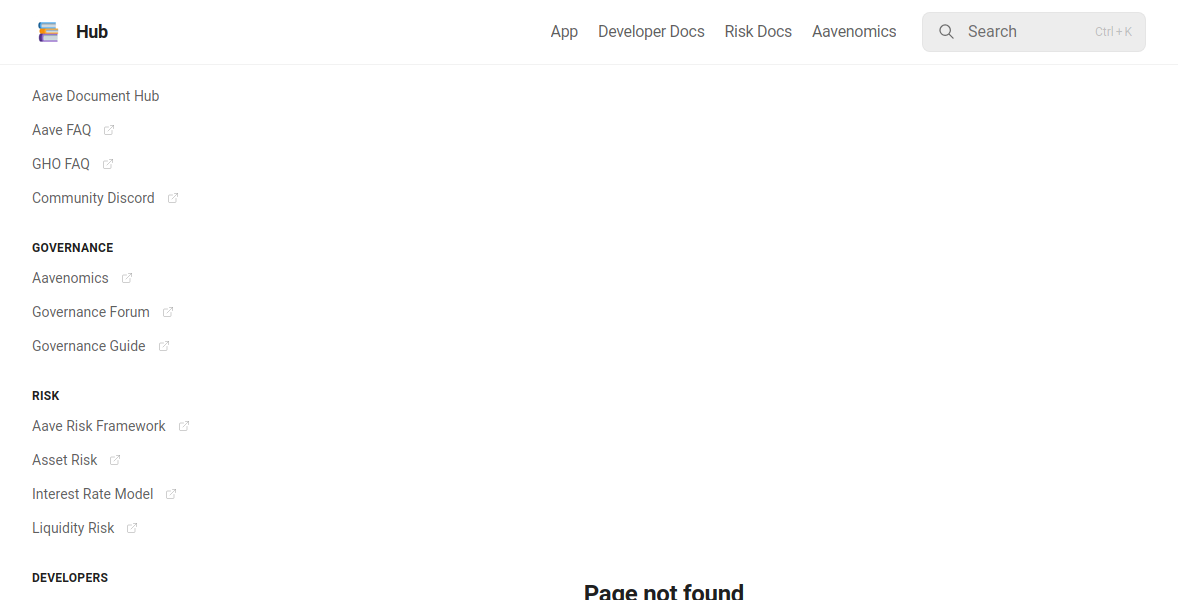 Hub
App Developer Docs Risk Docs Aavenomics Search Ctrl + K
Aave Document Hub
Aave FAQ
GHO FAQ
Community Discord
GOVERNANCE
Aavenomics
Governance Forum
Governance Guide
RISK
Aave Risk Framework
Asset Risk
Interest Rate Model
Liquidity Risk
DEVELOPERS
Page not found